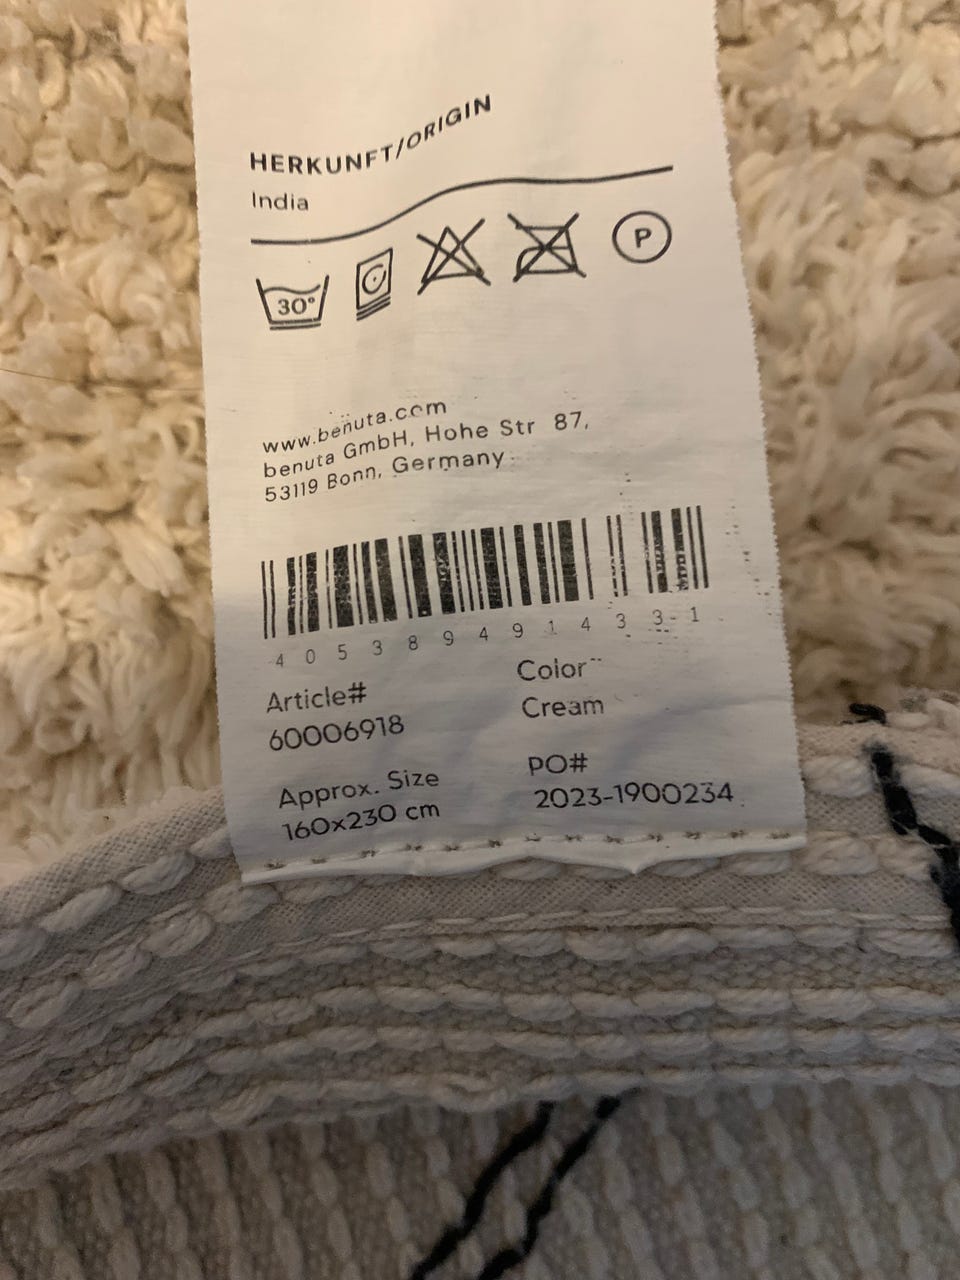 HERKUNFT/ORIGIN
India
30°
P
www.benuta.com
benuta GmbH, Hohe Str 87,
53119 Bonn, Germany
4053894914331
Article#
60006918
Color
Cream
Approx. Size
160x230 cm
PO#
2023-1900234